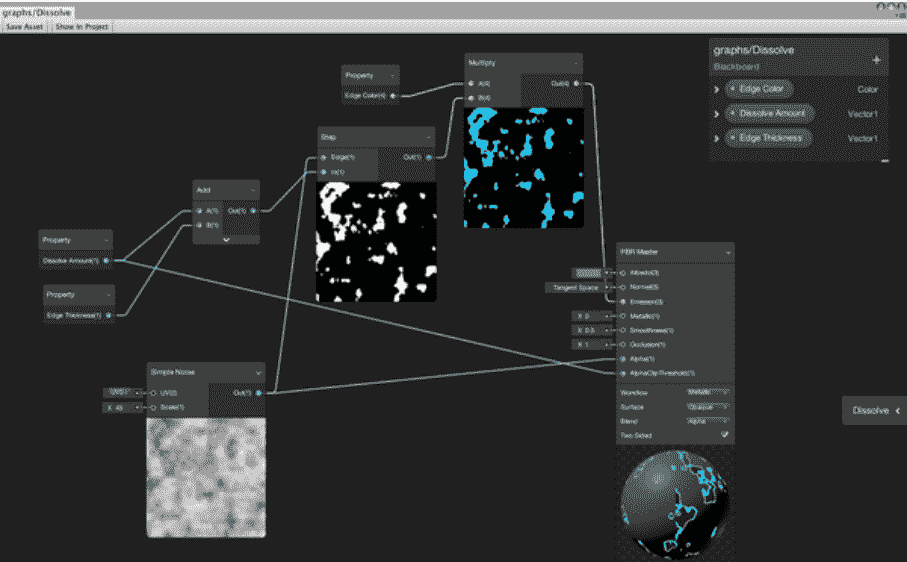 graphs/Dissolve
Save Asset Show In Project
graphs/Dissolve
Blackboard
Edge Color Color
Dissolve Amount Vector1
Edge Thickness Vector1
Property
Edge Color(4)
Multiply
A(4) Out(4)
B(4)
Step
Edge(1) Out(1)
In(1)
Add
A(1) Out(1)
B(1)
Property
Dissolve Amount(1)
Property
Edge Thickness(1)
Simple Noise
UV0 UV(2) Out(1)
X 45 Scale(1)
PBR Master
Albedo(3)
Tangent Space Normal(3)
Emission(3)
X 0 Metallic(1)
X 0.5 Smoothness(1)
X 1 Occlusion(1)
Alpha(1)
AlphaClipThreshold(1)
Workflow Metallic
Surface Opaque
Blend Alpha
Two Sided
Dissolve